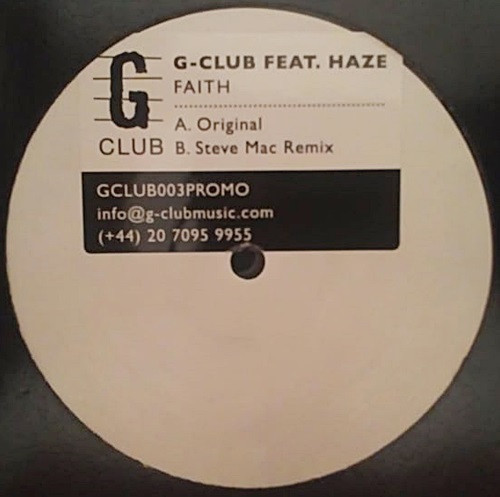 G
CLUB
G-CLUB FEAT. HAZE
FAITH
A. Original
B. Steve Mac Remix
GCLUB003PROMO
info@g-clubmusic.com
(+44) 20 7095 9955